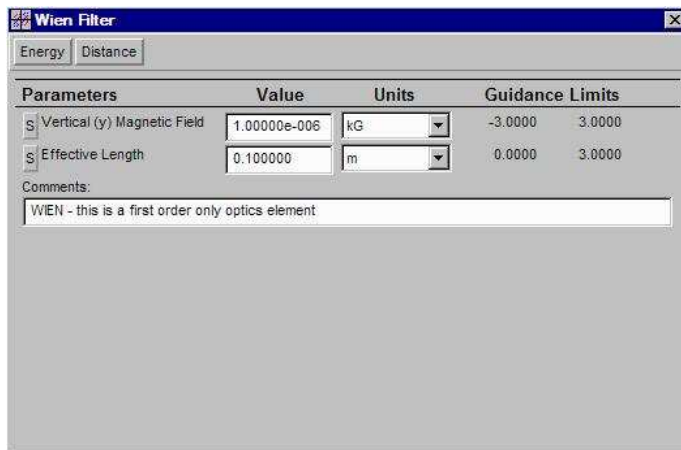 Wien Filter
Energy Distance
Parameters Value Units Guidance Limits
S Vertical (y) Magnetic Field 1.00000e-006 kG -3.0000 3.0000
S Effective Length 0.100000 m 0.0000 3.0000
Comments:
WIEN - this is a first order only optics element